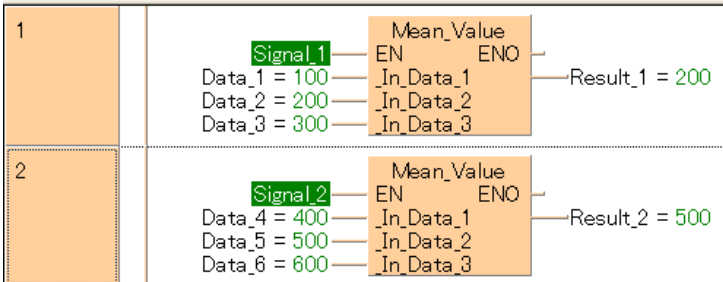 1
Mean_Value
Signal_1 EN ENO
Data_1 = 100 _In_Data_1 Result_1 = 200
Data_2 = 200 _In_Data_2
Data_3 = 300 _In_Data_3
2
Mean_Value
Signal_2 EN ENO
Data_4 = 400 _In_Data_1 Result_2 = 500
Data_5 = 500 _In_Data_2
Data_6 = 600 _In_Data_3